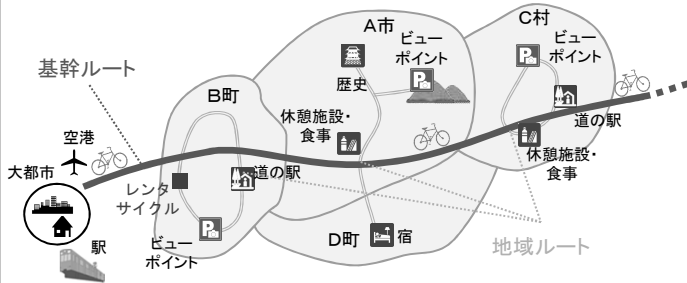 A市
C村
ビュー
ポイント
ビュー
ポイント
基幹ルート
歴史
B町
道の駅
休憩施設・
食事
空港
大都市
道の駅
休憩施設・
食事
レンタ
サイクル
駅
ビュー
ポイント
D町
宿
地域ルート